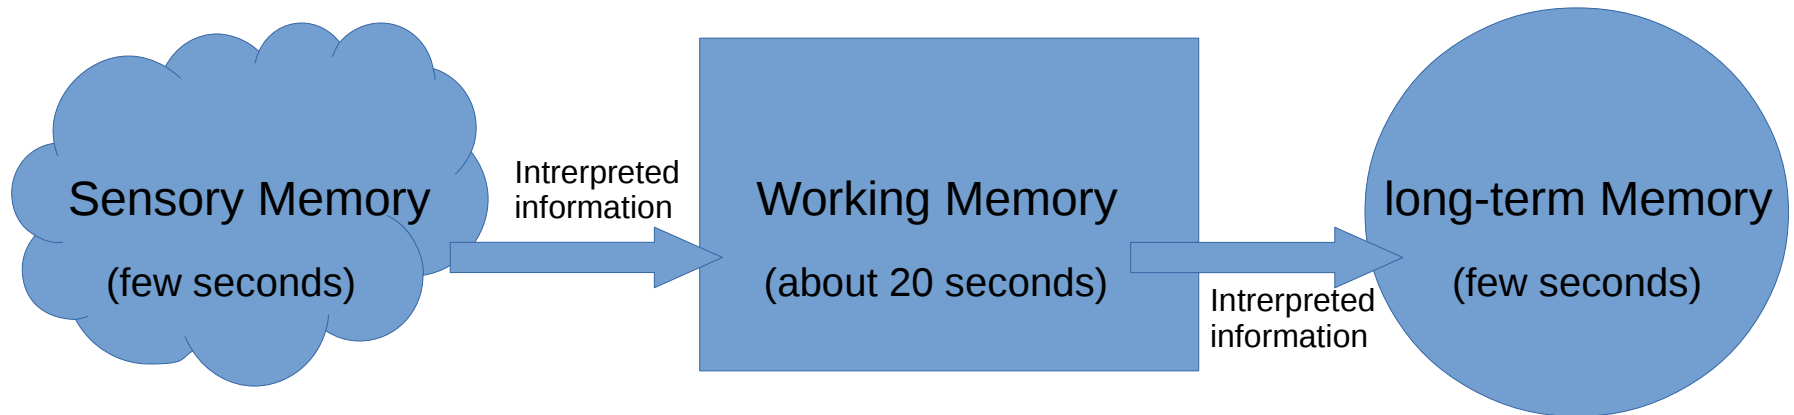 Sensory Memory
(few seconds)
Intrerpreted
information
Working Memory
(about 20 seconds)
Intrerpreted
information
long-term Memory
(few seconds)